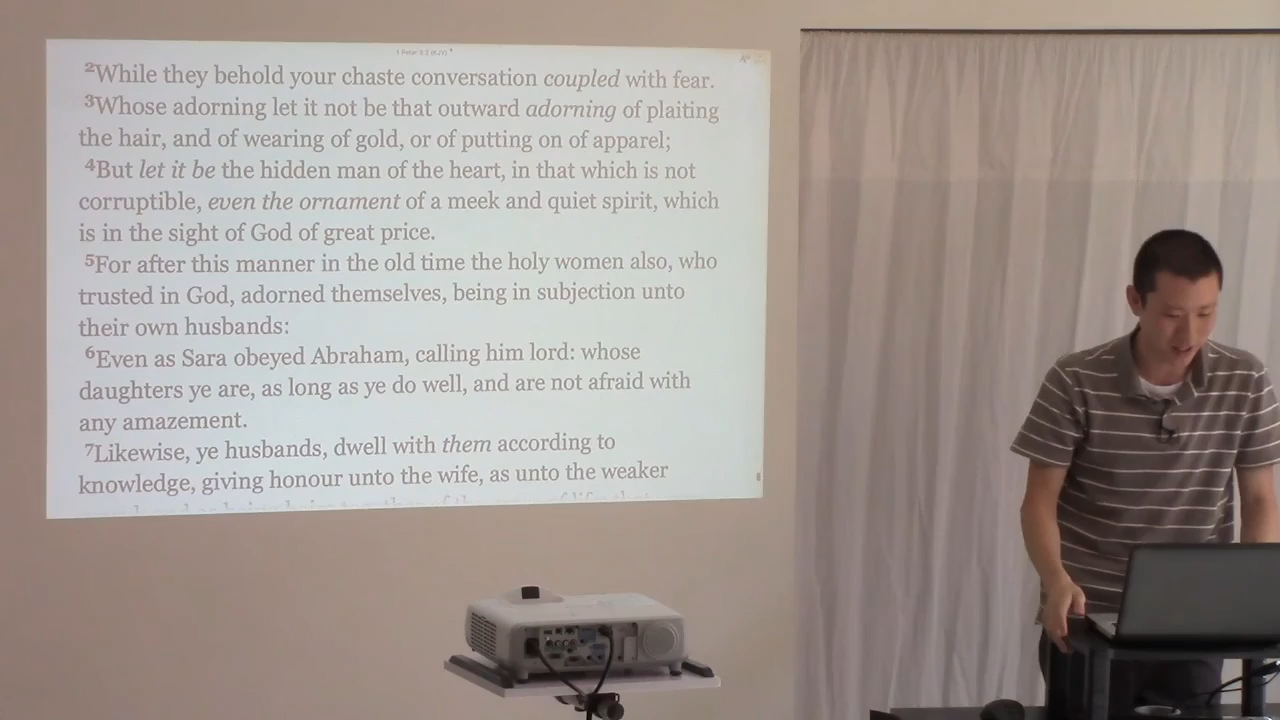 1 Peter 3:2 (KJV)
2While they behold your chaste conversation coupled with fear.
3Whose adorning let it not be that outward adorning of plaiting
the hair, and of wearing of gold, or of putting on of apparel;
4But let it be the hidden man of the heart, in that which is not
corruptible, even the ornament of a meek and quiet spirit, which
is in the sight of God of great price.
5For after this manner in the old time the holy women also, who
trusted in God, adorned themselves, being in subjection unto
their own husbands:
6Even as Sara obeyed Abraham, calling him lord: whose
daughters ye are, as long as ye do well, and are not afraid with
any amazement.
7Likewise, ye husbands, dwell with them according to
knowledge, giving honour unto the wife, as unto the weaker